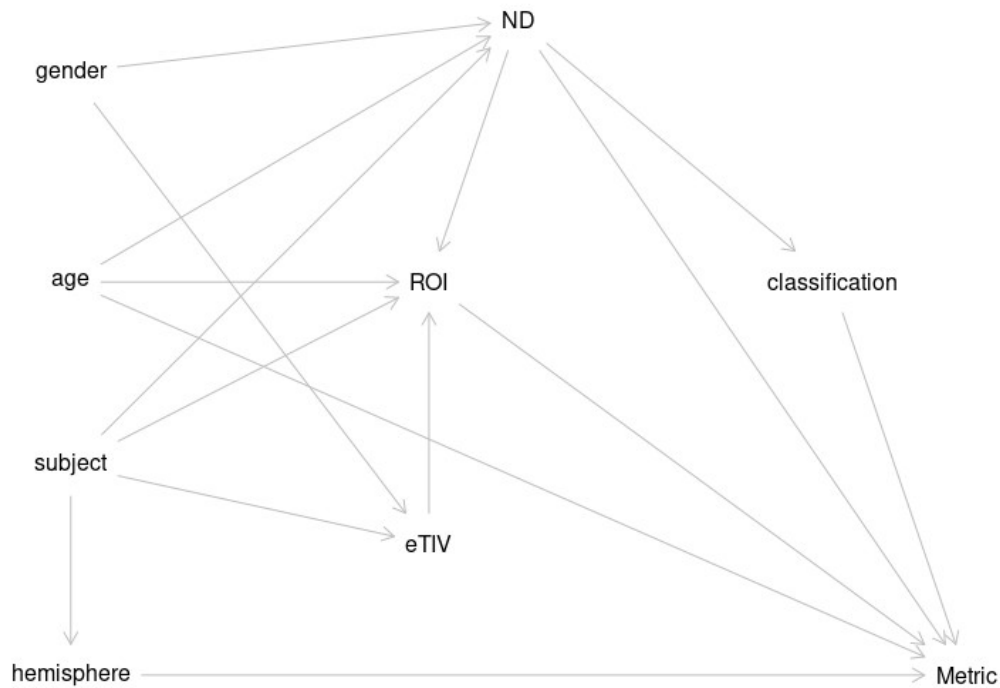 ND
gender
age
ROI
classification
subject
eTIV
hemisphere
Metric